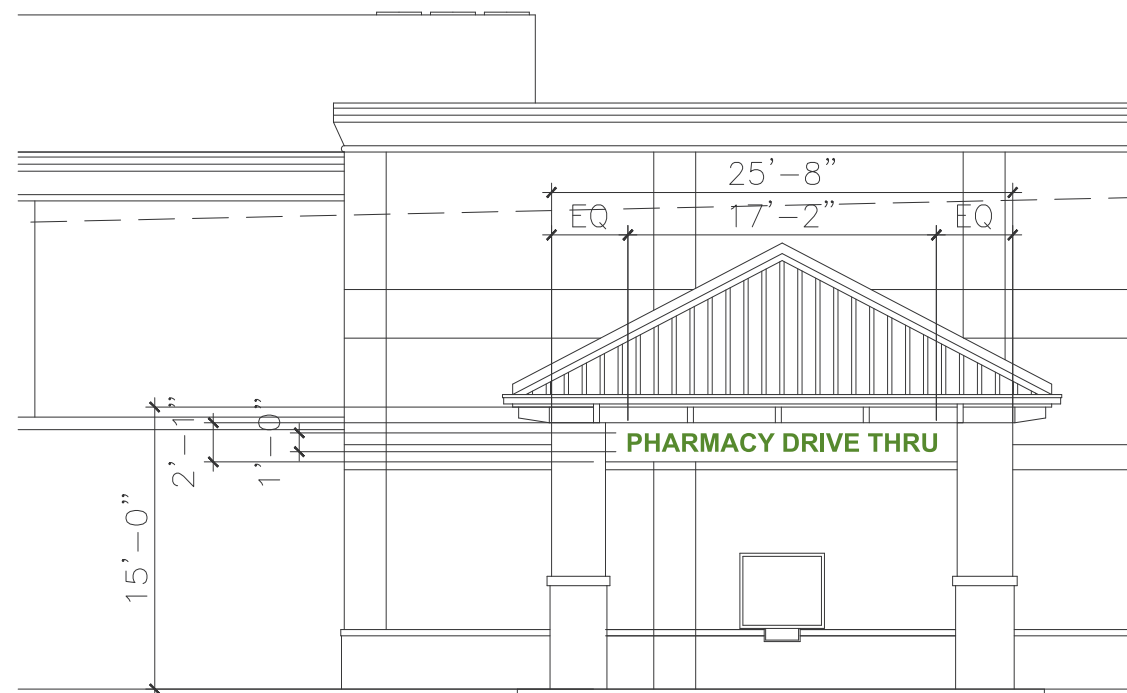 25’–8”
EQ 17’–2” EQ
2’–1”
1’–0”
PHARMACY DRIVE THRU
15’–0”